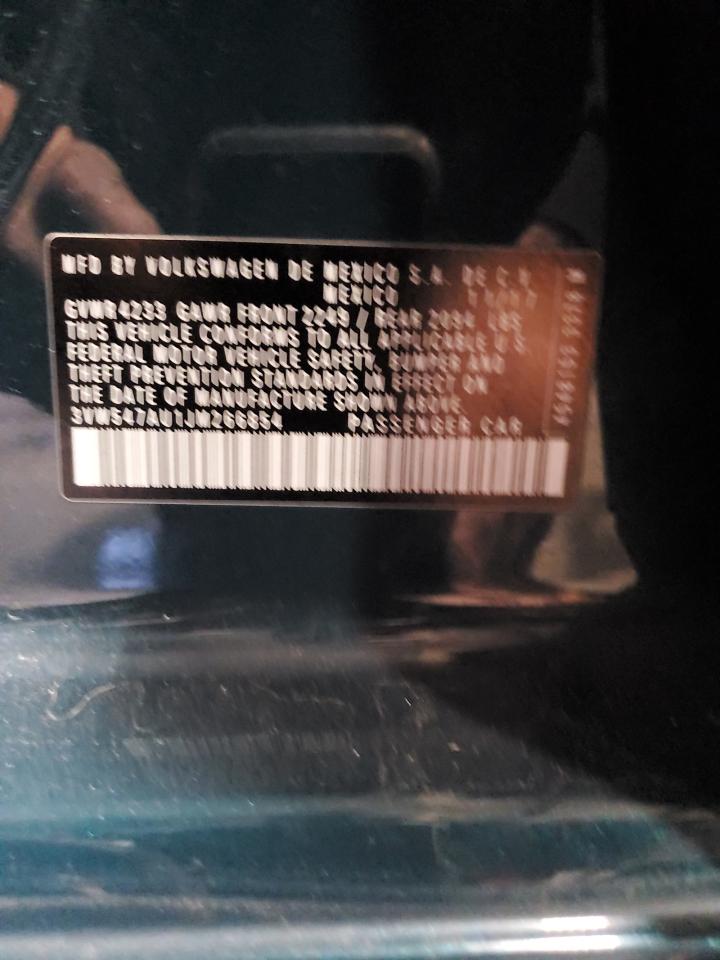 MFD BY VOLKSWAGEN DE MEXICO S.A. DE C.V.
MEXICO
GVWR 4233 GAWR FRONT 2249 / REAR 2094 LBS
THIS VEHICLE CONFORMS TO ALL APPLICABLE U.S.
FEDERAL MOTOR VEHICLE SAFETY, BUMPER AND
THEFT PREVENTION STANDARDS IN EFFECT ON
THE DATE OF MANUFACTURE SHOWN ABOVE.
3VW547AU1JM266854 PASSENGER CAR